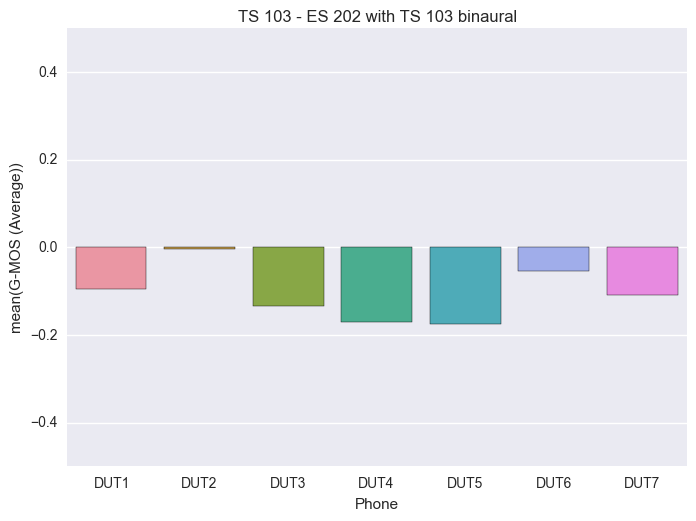 TS 103 - ES 202 with TS 103 binaural
0.4
0.2
0.0
−0.2
−0.4
mean(G-MOS (Average))
DUT1 DUT2 DUT3 DUT4 DUT5 DUT6 DUT7
Phone